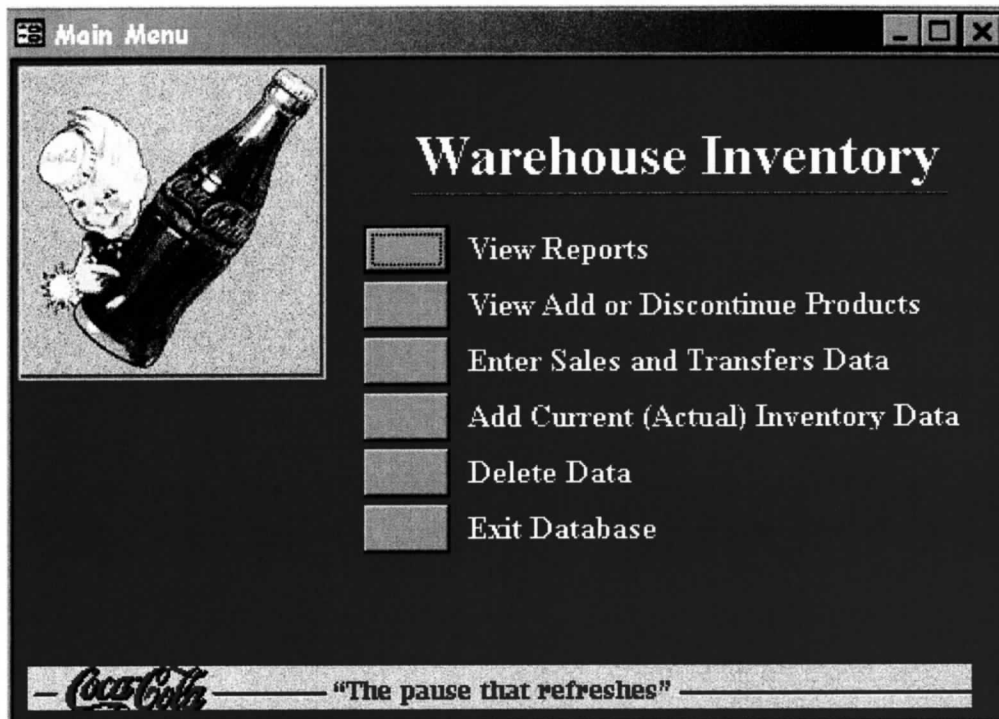 Main Menu
Warehouse Inventory
View Reports
View Add or Discontinue Products
Enter Sales and Transfers Data
Add Current (Actual) Inventory Data
Delete Data
Exit Database
Coca-Cola “The pause that refreshes”